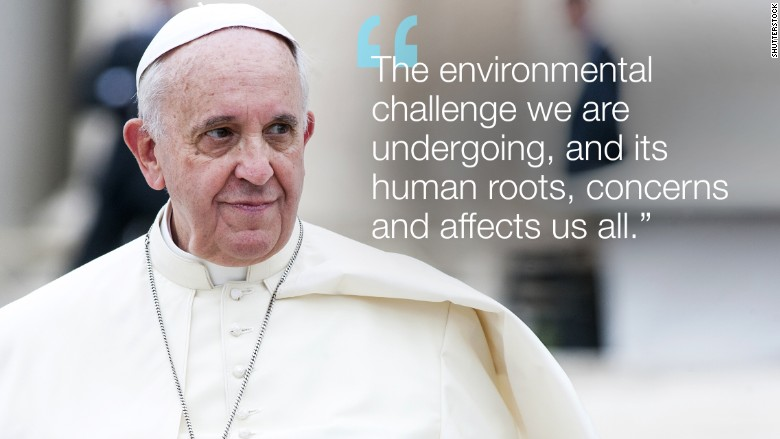 SHUTTERSTOCK
“The environmental
challenge we are
undergoing, and its
human roots, concerns
and affects us all.”